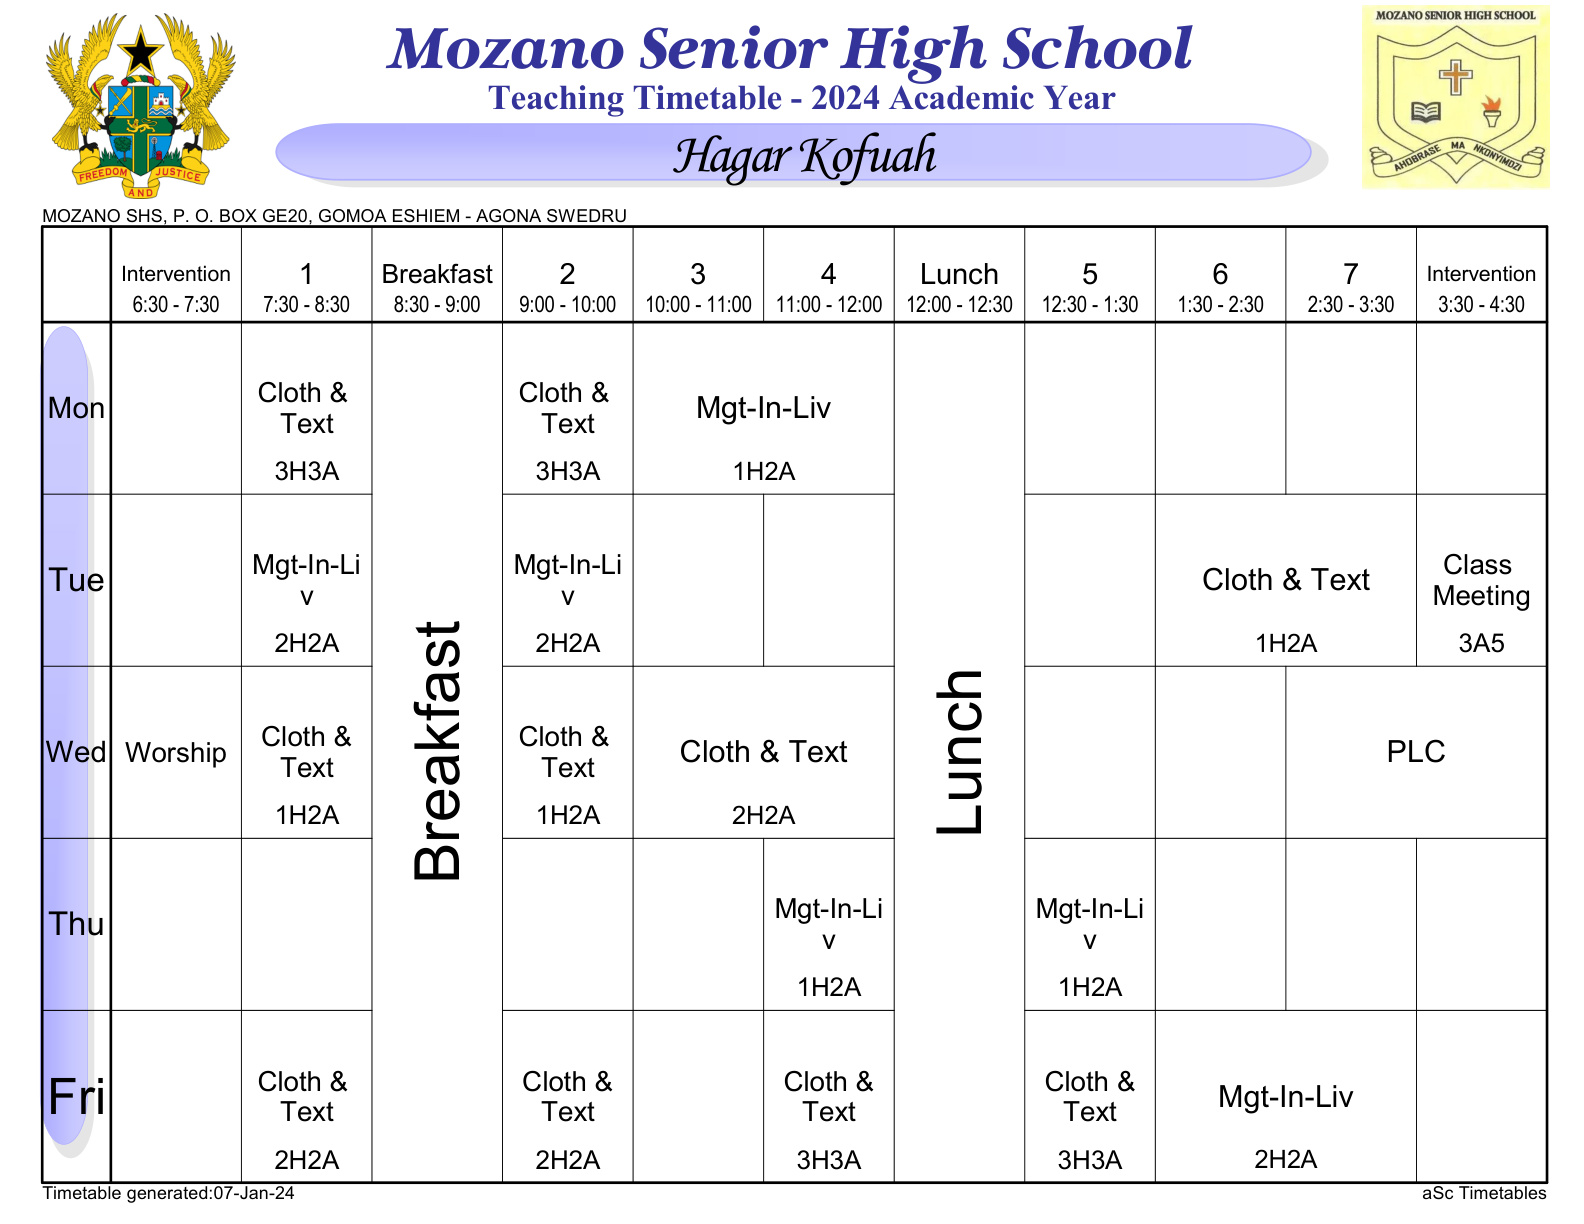 MOZANO SENIOR HIGH SCHOOL
Mozano Senior High School
Teaching Timetable - 2024 Academic Year
Hagar Kofuah
FREEDOM AND JUSTICE
AHOBRASE MA NKONYIMDZI
MOZANO SHS, P. O. BOX GE20, GOMOA ESHIEM - AGONA SWEDRU
Intervention 1 Breakfast 2 3 4 Lunch 5 6 7 Intervention
6:30 - 7:30 7:30 - 8:30 8:30 - 9:00 9:00 - 10:00 10:00 - 11:00 11:00 - 12:00 12:00 - 12:30 12:30 - 1:30 1:30 - 2:30 2:30 - 3:30 3:30 - 4:30
Breakfast
Lunch
Mon
Cloth &
Text
3H3A
Cloth &
Text
3H3A
Mgt-In-Liv
1H2A
Tue
Mgt-In-Li
v
2H2A
Mgt-In-Li
v
2H2A
Cloth & Text
1H2A
Class
Meeting
3A5
Wed
Worship
Cloth &
Text
1H2A
Cloth &
Text
1H2A
Cloth & Text
2H2A
PLC
Thu
Mgt-In-Li
v
1H2A
Mgt-In-Li
v
1H2A
Fri
Cloth &
Text
2H2A
Cloth &
Text
2H2A
Cloth &
Text
3H3A
Cloth &
Text
3H3A
Mgt-In-Liv
2H2A
Timetable generated:07-Jan-24
aSc Timetables